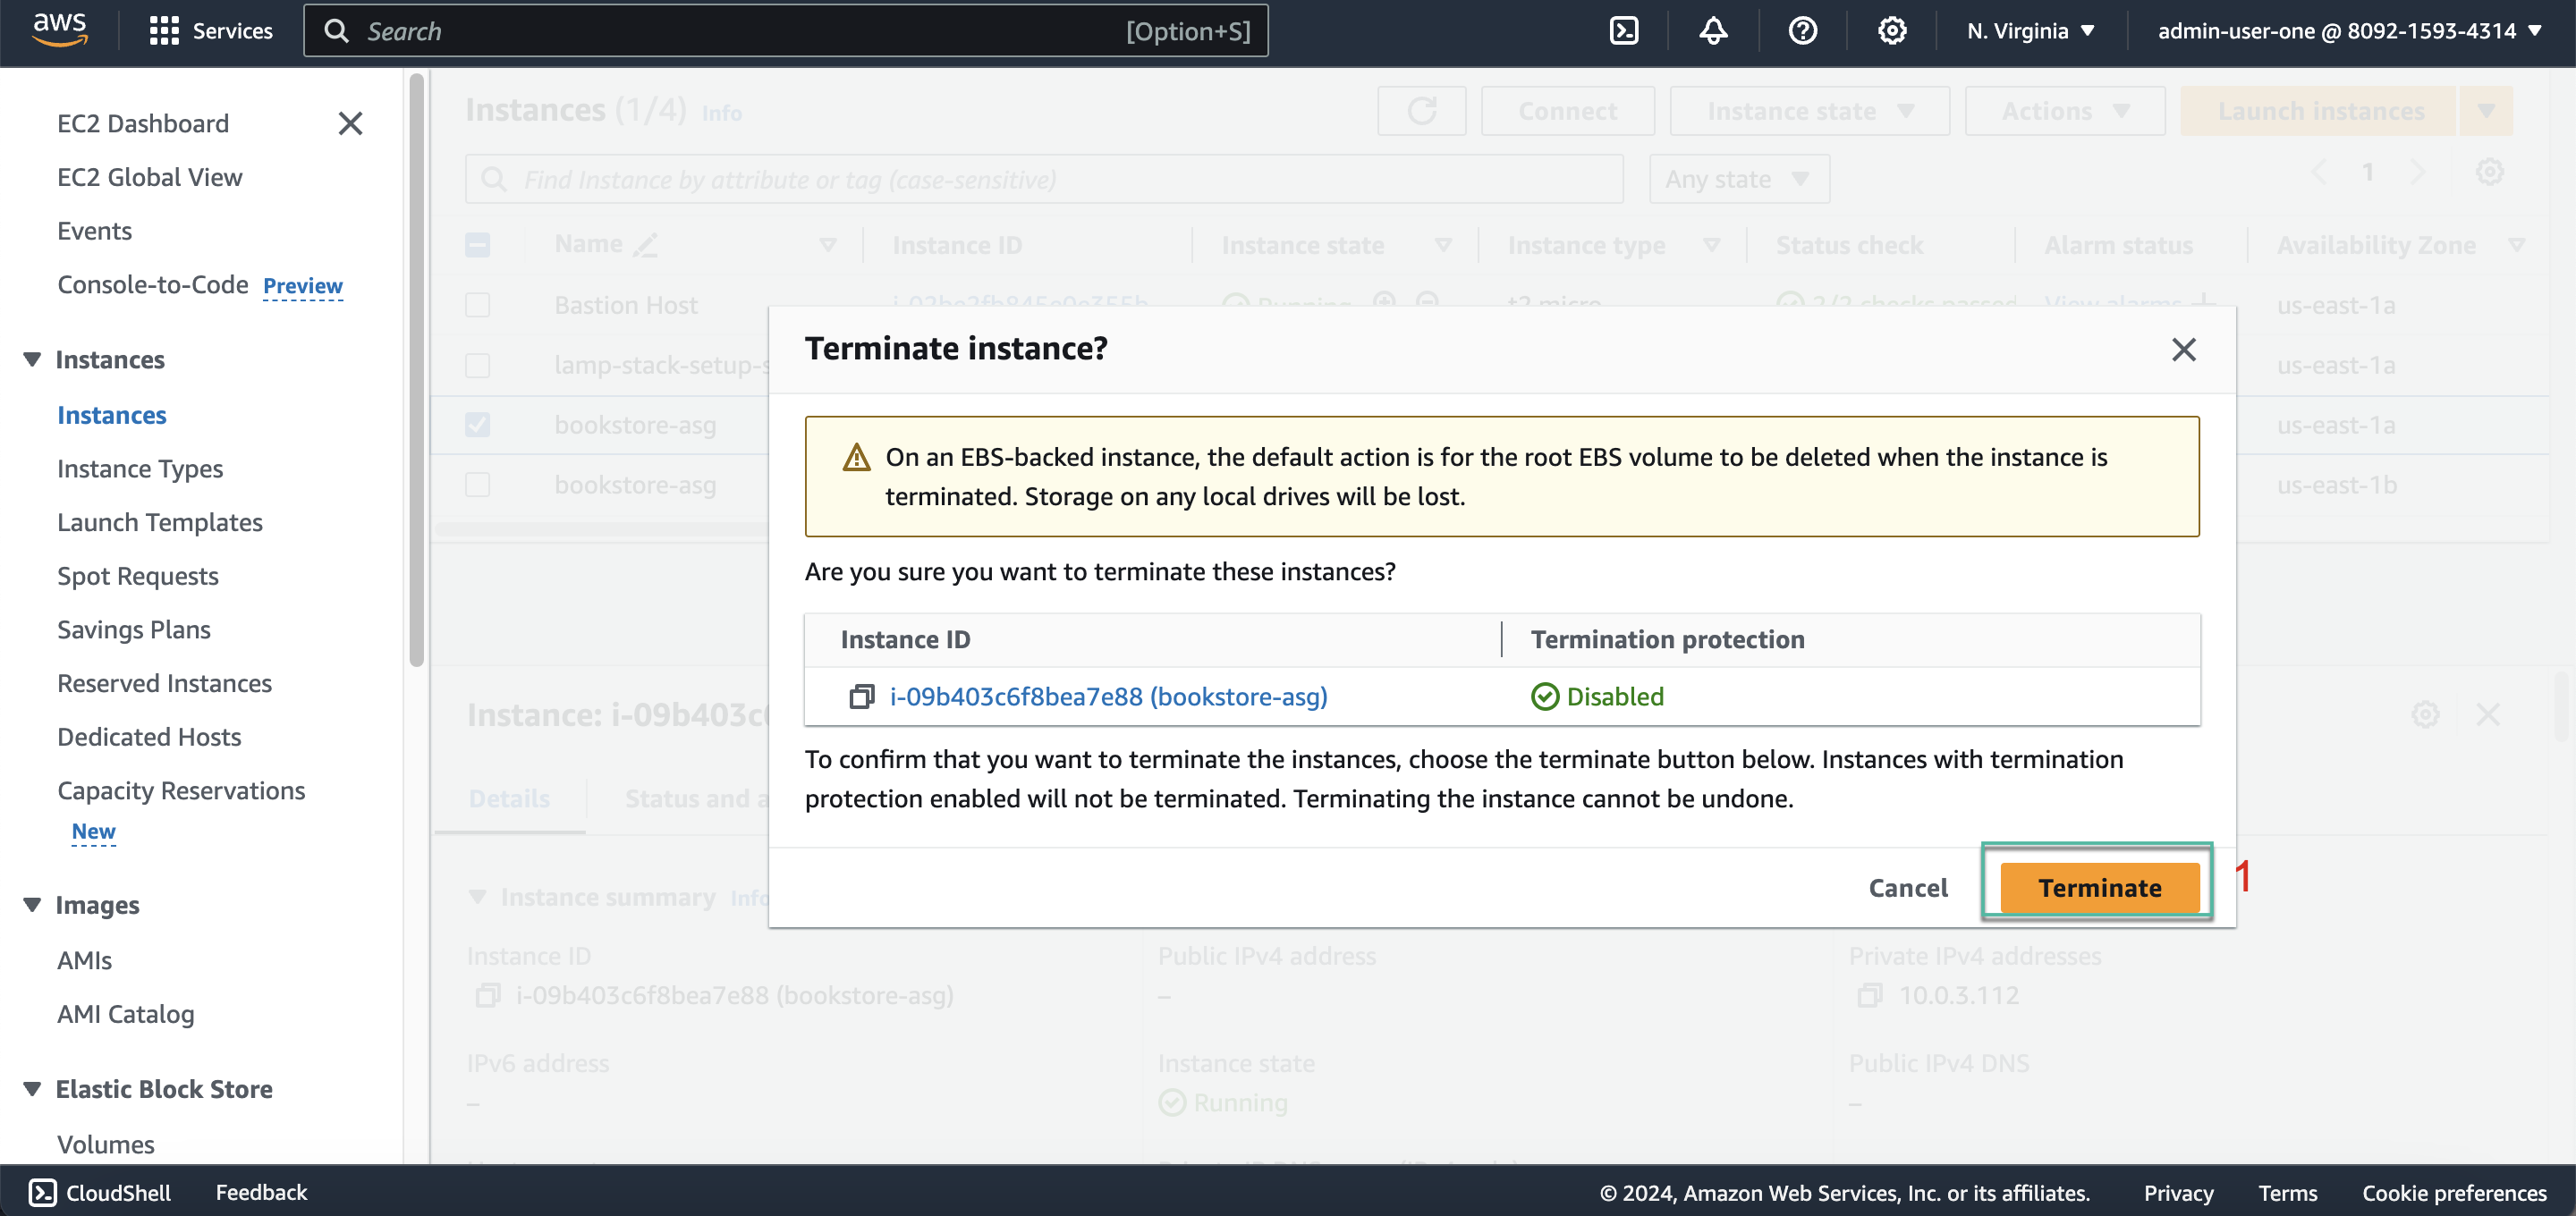 aws
Services
Search
[Option+S]
N. Virginia
admin-user-one @ 8092-1593-4314
EC2 Dashboard
EC2 Global View
Events
Console-to-Code Preview
Instances
Instances
Instance Types
Launch Templates
Spot Requests
Savings Plans
Reserved Instances
Dedicated Hosts
Capacity Reservations
New
Images
AMIs
AMI Catalog
Elastic Block Store
Volumes
Instances (1/4) Info
Connect
Instance state
Actions
Launch instances
Find Instance by attribute or tag (case-sensitive)
Any state
1
Name Instance ID Instance state Instance type Status check Alarm status Availability Zone
Bastion Host Running t2.micro 2/2 checks passed View alarms us-east-1a
lamp-stack-setup-s us-east-1a
bookstore-asg us-east-1a
bookstore-asg us-east-1b
Terminate instance?
On an EBS-backed instance, the default action is for the root EBS volume to be deleted when the instance is
terminated. Storage on any local drives will be lost.
Are you sure you want to terminate these instances?
Instance ID Termination protection
i-09b403c6f8bea7e88 (bookstore-asg) Disabled
To confirm that you want to terminate the instances, choose the terminate button below. Instances with termination
protection enabled will not be terminated. Terminating the instance cannot be undone.
Cancel
Terminate
1
Instance: i-09b403c
Details
Status and a
Instance summary Info
Instance ID Public IPv4 address Private IPv4 addresses
i-09b403c6f8bea7e88 (bookstore-asg) – 10.0.3.112
IPv6 address Instance state Public IPv4 DNS
– Running –
CloudShell
Feedback
© 2024, Amazon Web Services, Inc. or its affiliates.
Privacy
Terms
Cookie preferences